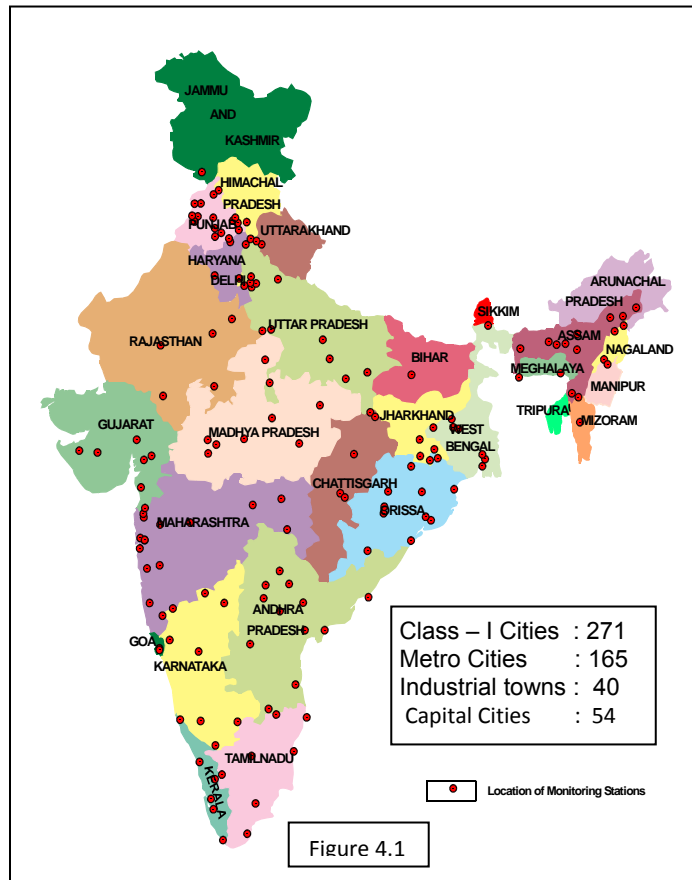 JAMMU
AND
KASHMIR
HIMACHAL
PRADESH
PUNJAB
UTTARAKHAND
HARYANA
DELHI
ARUNACHAL
PRADESH
SIKKIM
ASSAM
NAGALAND
MEGHALAYA
MANIPUR
TRIPURA
MIZORAM
RAJASTHAN
UTTAR PRADESH
BIHAR
GUJARAT
MADHYA PRADESH
JHARKHAND
WEST
BENGAL
CHATTISGARH
ORISSA
MAHARASHTRA
ANDHRA
PRADESH
GOA
KARNATAKA
TAMILNADU
KERALA
Class – I Cities : 271
Metro Cities : 165
Industrial towns : 40
Capital Cities : 54
Location of Monitoring Stations
Figure 4.1